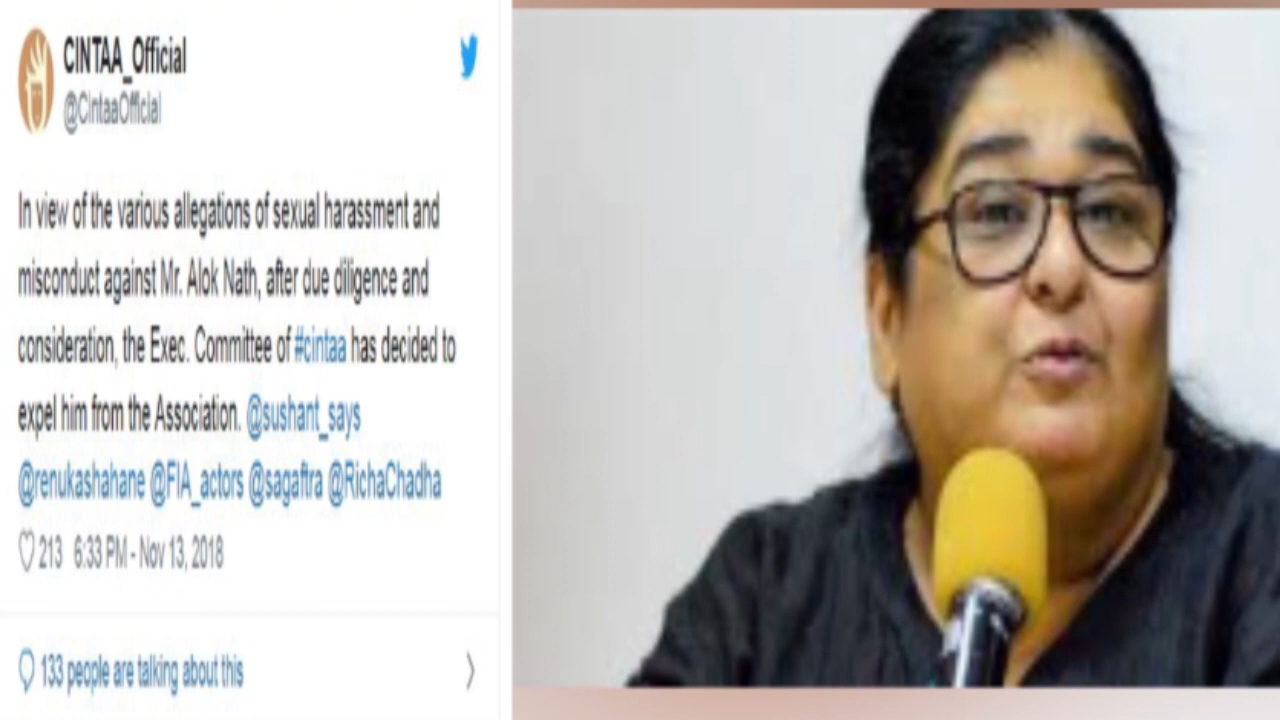 CINTAA_Official
@CintaaOfficial
In view of the various allegations of sexual harassment and
misconduct against Mr. Alok Nath, after due diligence and
consideration, the Exec. Committee of #cintaa has decided to
expel him from the Association. @sushant_says
@renukashahane @FIA_actors @sagaftra @RichaChadha
213 6:33 PM - Nov 13, 2018
133 people are talking about this